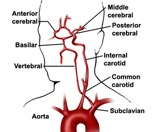 Anterior
cerebral
Middle
cerebral
Posterior
cerebral
Basilar
Internal
carotid
Vertebral
Common
carotid
Subclavian
Aorta